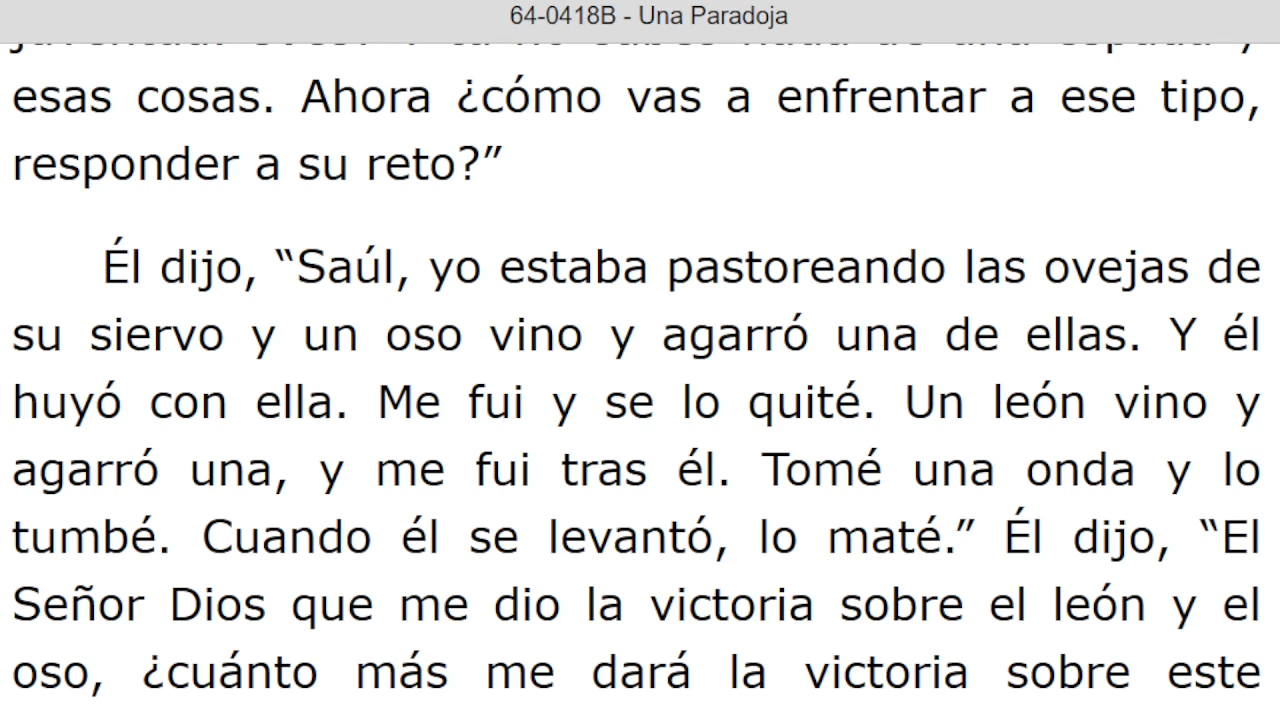 64-0418B - Una Paradoja
esas cosas. Ahora ¿cómo vas a enfrentar a ese tipo,
responder a su reto?”
Él dijo, “Saúl, yo estaba pastoreando las ovejas de
su siervo y un oso vino y agarró una de ellas. Y él
huyó con ella. Me fui y se lo quité. Un león vino y
agarró una, y me fui tras él. Tomé una onda y lo
tumbé. Cuando él se levantó, lo maté.” Él dijo, “El
Señor Dios que me dio la victoria sobre el león y el
oso, ¿cuánto más me dará la victoria sobre este